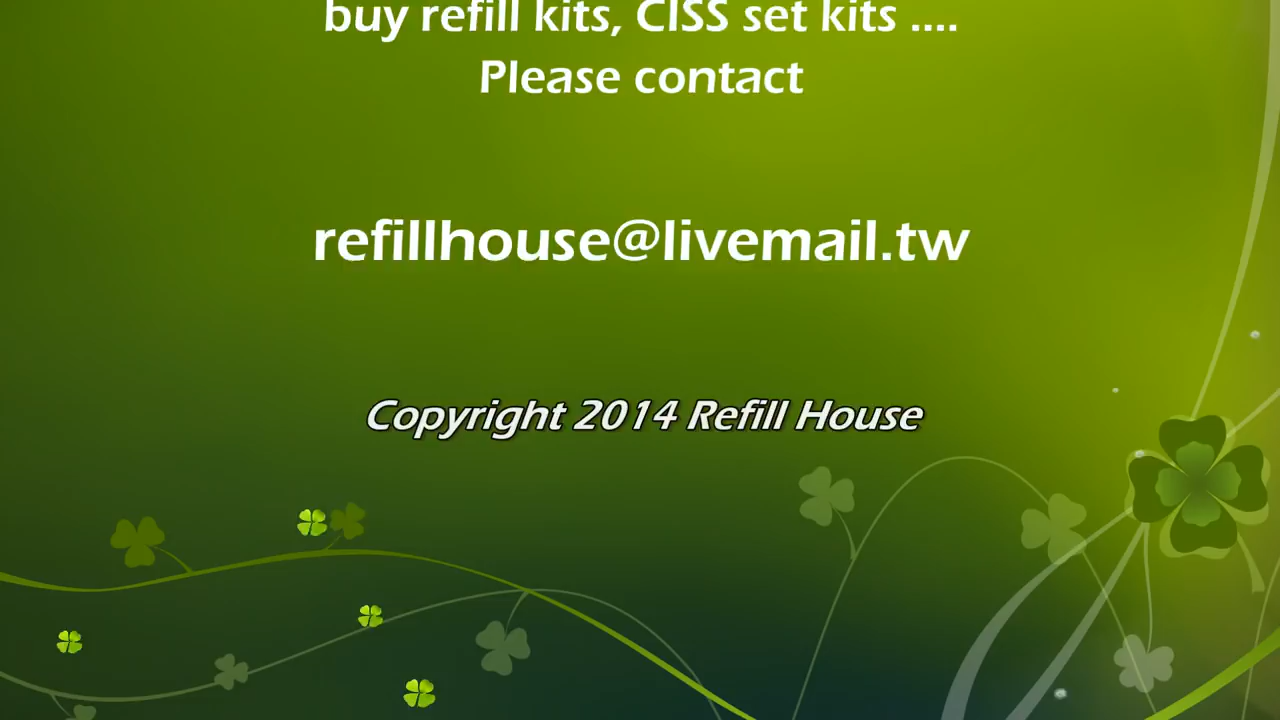 buy refill kits, CISS set kits ....
Please contact
refillhouse@livemail.tw
Copyright 2014 Refill House